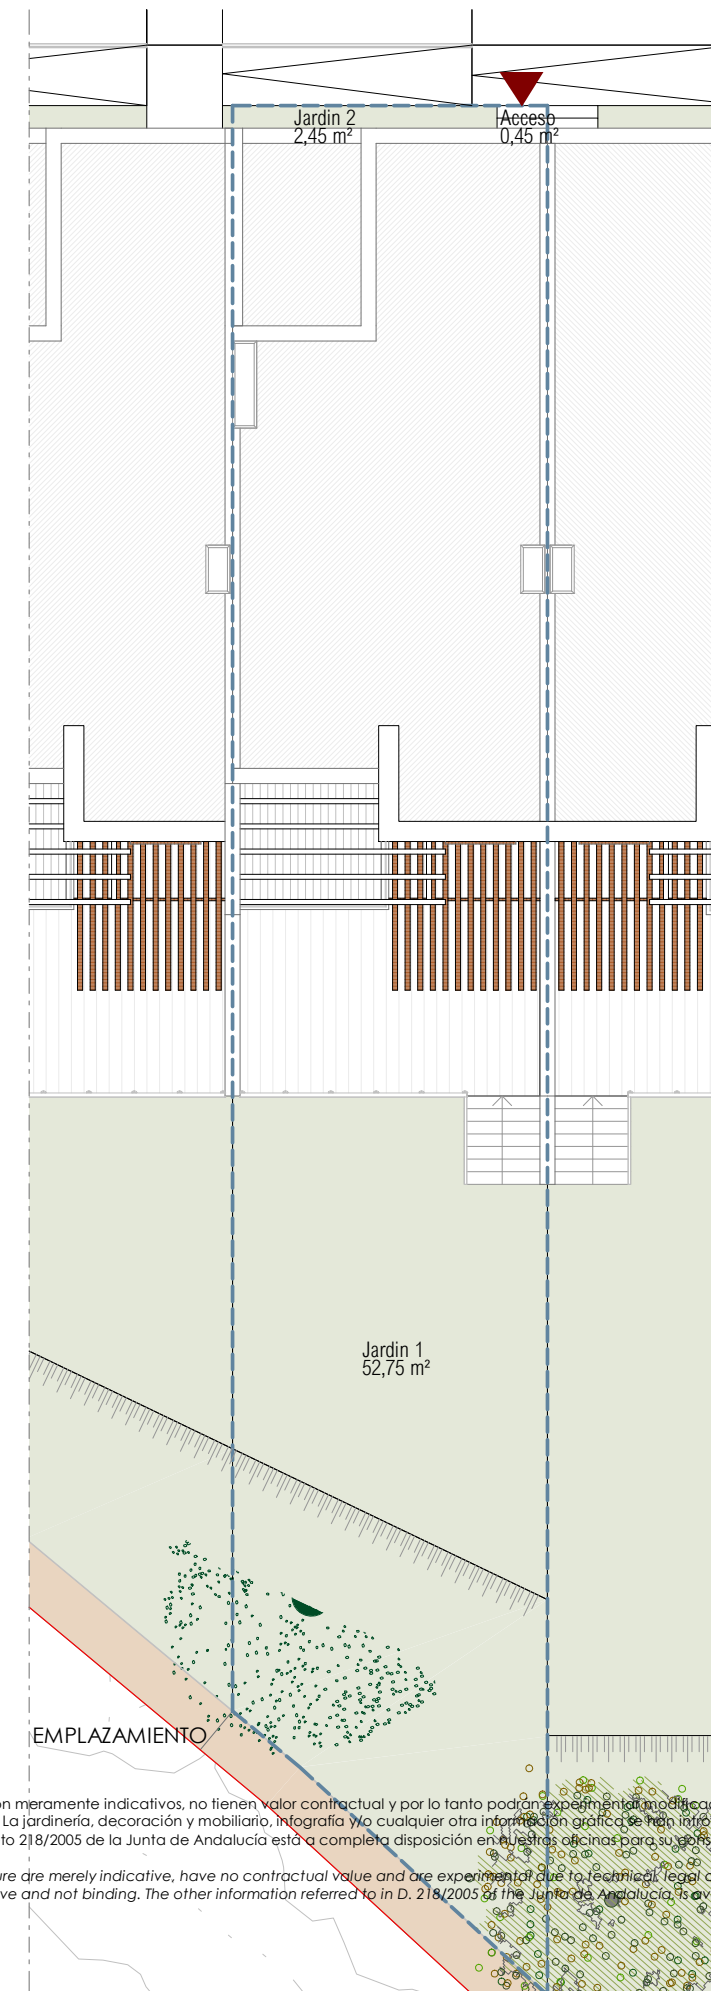 Jardin 2
2,45 m²
Acceso
0,45 m²
Jardin 1
52,75 m²
EMPLAZAMIENTO
meramente indicativos, no tienen valor contractual y por lo tanto podrán experimentar
La jardinería, decoración y mobiliario, infografía y/o cualquier otra información gráfica se han
218/2005 de la Junta de Andalucía está a completa disposición en nuestras oficinas para su
are merely indicative, have no contractual value and are experimental due to technical, legal
and not binding. The other information referred to in D. 218/2005 of the Junta de Andalucía, is